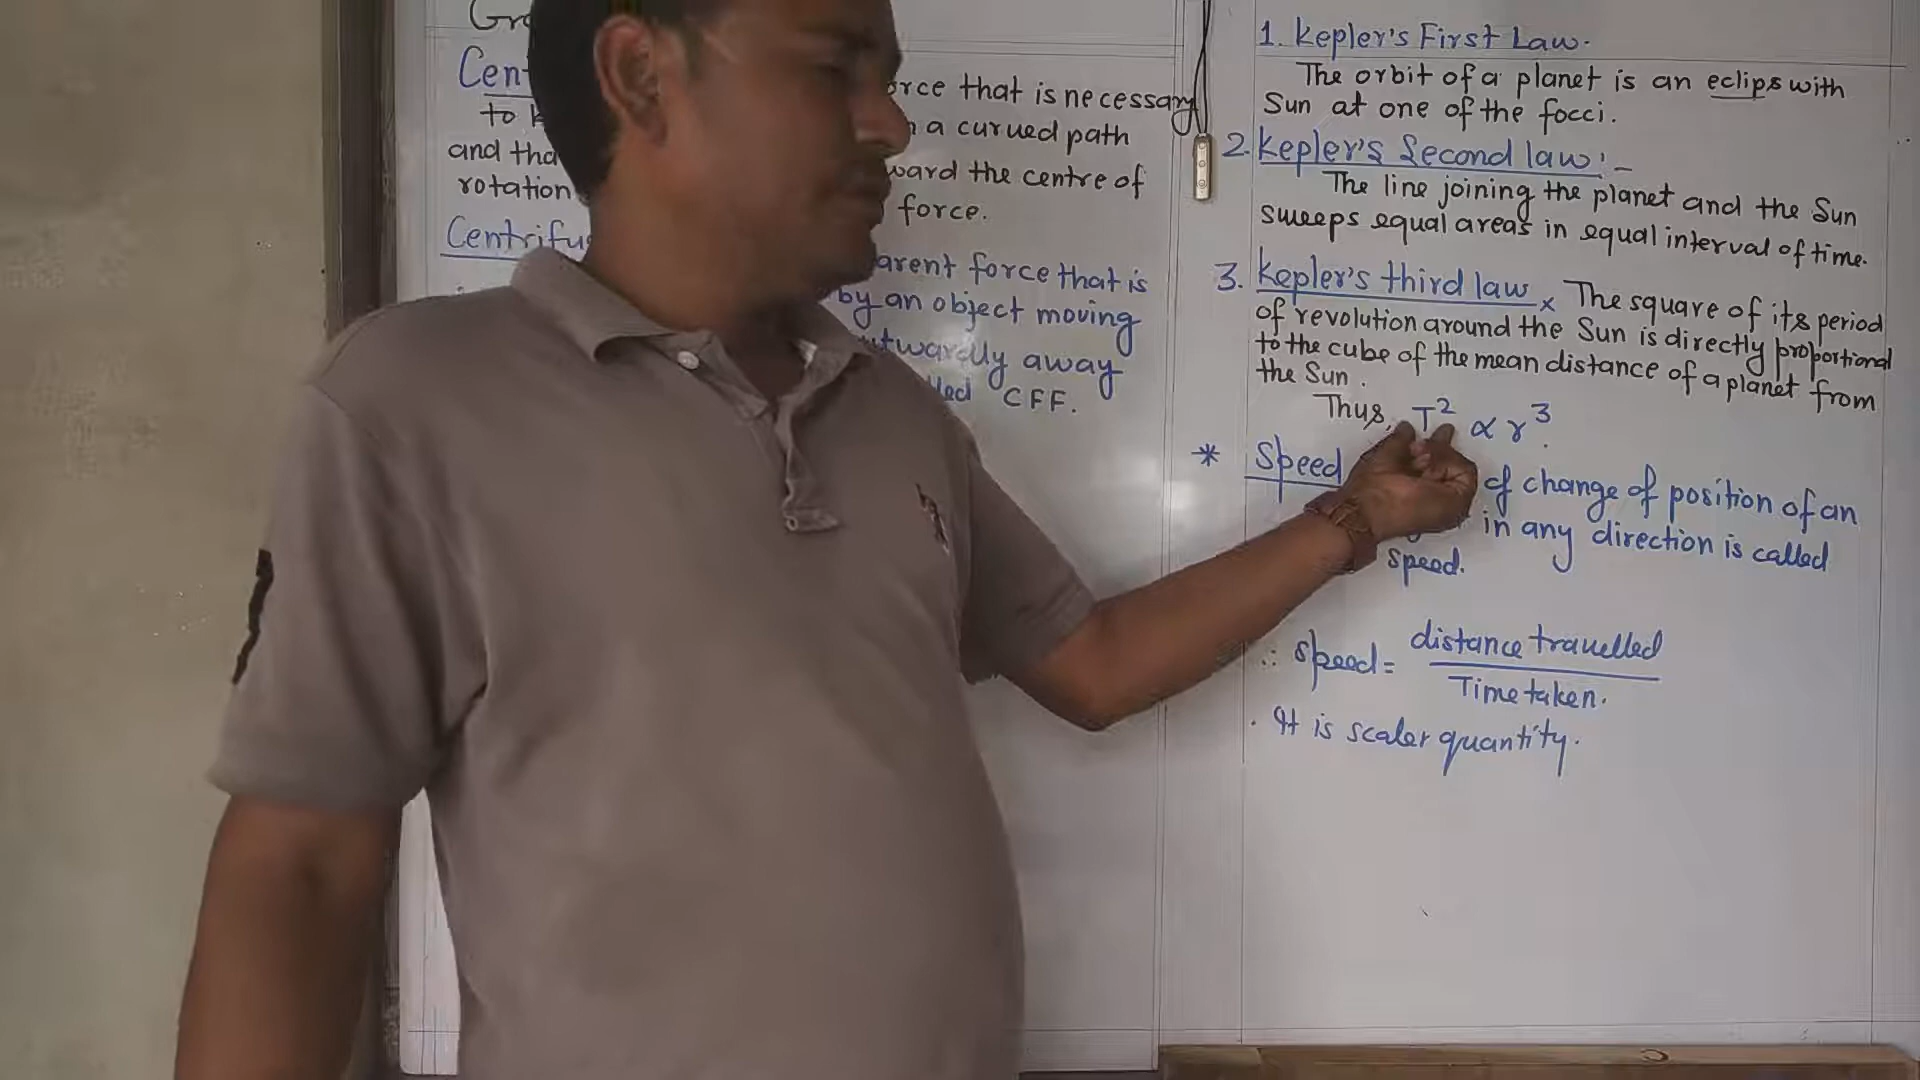 Cen
orce that is necessary
to
a curved path
and tha
ward the centre of
rotation
force.
Centrifu
arent force that is
by an object moving
twardly away
led CFF.
1. Kepler's First Law.
The orbit of a planet is an eclips with
Sun at one of the focci.
2. Kepler's Second law:-
The line joining the planet and the Sun
sweeps equal areas in equal interval of time.
3. Kepler's third law x The square of its period
of revolution around the Sun is directly proportional
to the cube of the mean distance of a planet from
the Sun.
Thus, T² ∝ r³.
* Speed of change of position of an
in any direction is called
speed.
∴ speed = distance travelled
Time taken.
. It is scaler quantity.